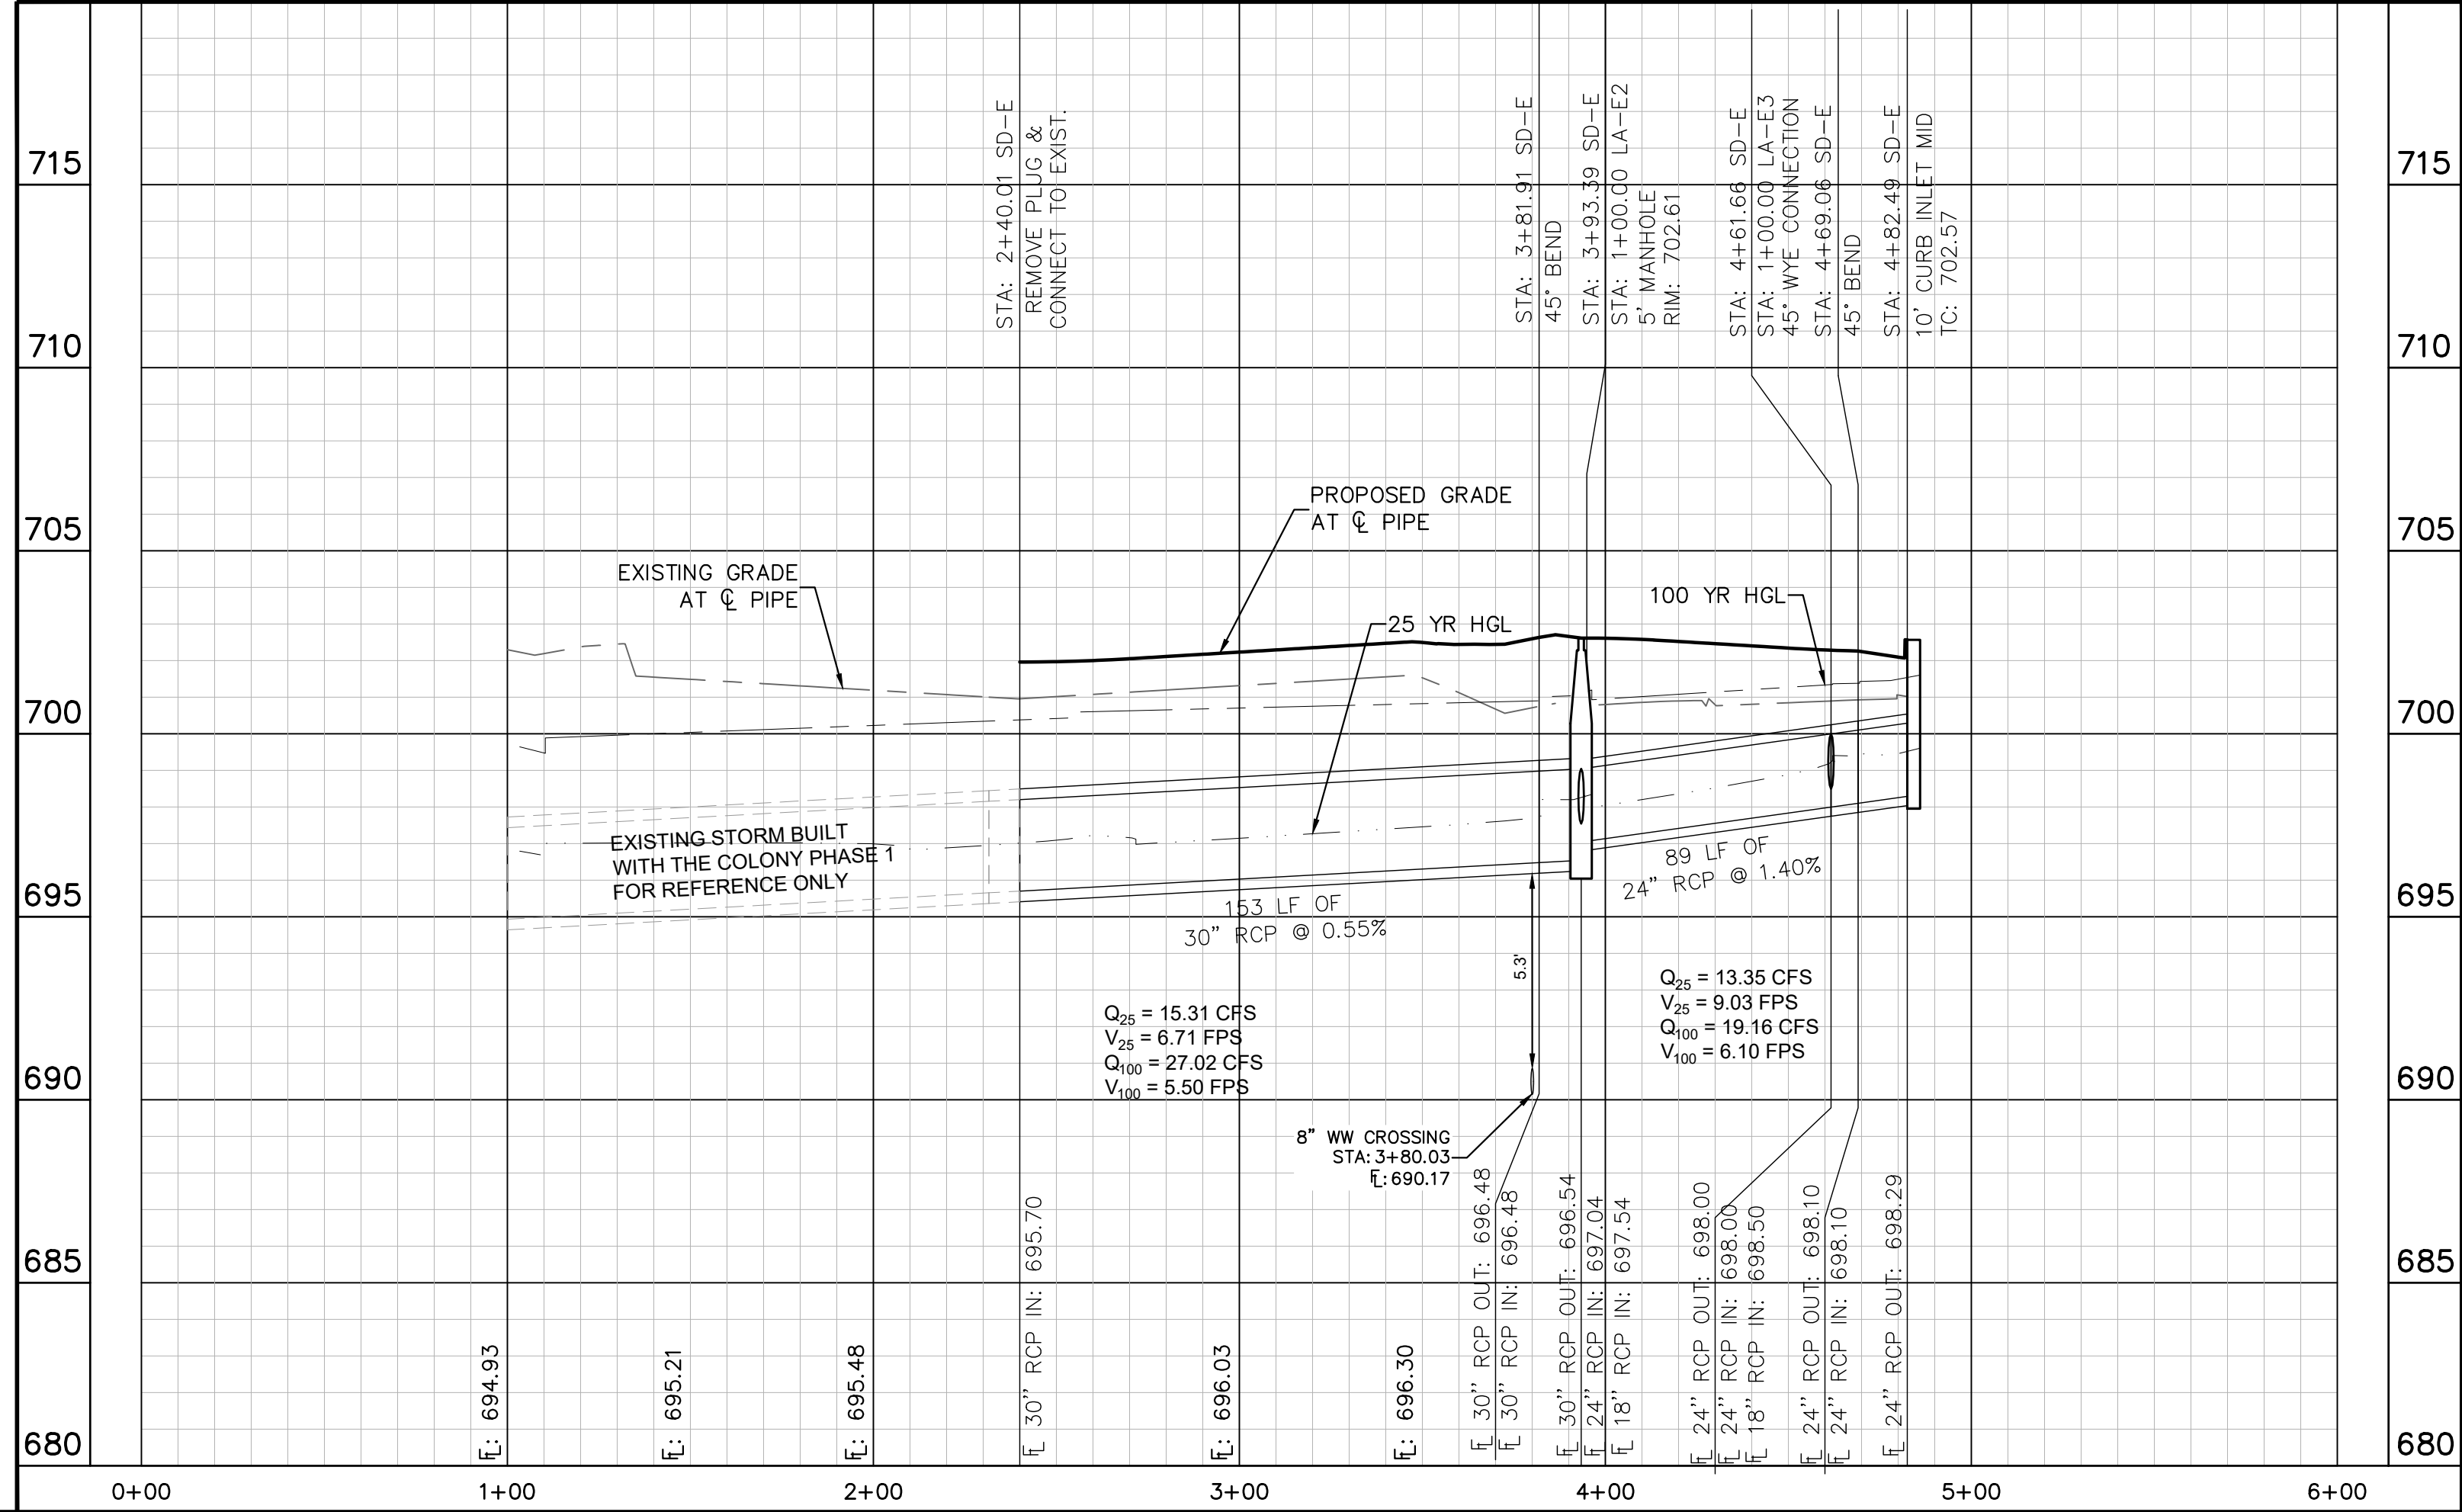 STA: 2+40.01 SD-E
REMOVE PLUG &
CONNECT TO EXIST.
STA: 3+81.91 SD-E
45° BEND
STA: 3+93.39 SD-E
STA: 1+00.00 LA-E2
5' MANHOLE
RIM: 702.61
STA: 4+61.66 SD-E
STA: 1+00.00 LA-E3
45° WYE CONNECTION
STA: 4+69.06 SD-E
45° BEND
STA: 4+82.49 SD-E
10' CURB INLET MID
TC: 702.57
715
715
710
710
705
705
700
700
695
695
690
690
685
685
680
680
PROPOSED GRADE
AT ℄ PIPE
EXISTING GRADE
AT ℄ PIPE
25 YR HGL
100 YR HGL
EXISTING STORM BUILT
WITH THE COLONY PHASE 1
FOR REFERENCE ONLY
153 LF OF
30" RCP @ 0.55%
89 LF OF
24" RCP @ 1.40%
5.3'
Q25 = 15.31 CFS
V25 = 6.71 FPS
Q100 = 27.02 CFS
V100 = 5.50 FPS
Q25 = 13.35 CFS
V25 = 9.03 FPS
Q100 = 19.16 CFS
V100 = 6.10 FPS
8" WW CROSSING
STA: 3+80.03
FL: 690.17
FL: 694.93
FL: 695.21
FL: 695.48
FL 30" RCP IN: 695.70
FL: 696.03
FL: 696.30
FL 30" RCP OUT: 696.48
FL 30" RCP IN: 696.48
FL 30" RCP OUT: 696.54
FL 24" RCP IN: 697.04
FL 18" RCP IN: 697.54
FL 24" RCP OUT: 698.00
FL 24" RCP IN: 698.00
FL 18" RCP IN: 698.50
FL 24" RCP OUT: 698.10
FL 24" RCP IN: 698.10
FL 24" RCP OUT: 698.29
0+00
1+00
2+00
3+00
4+00
5+00
6+00